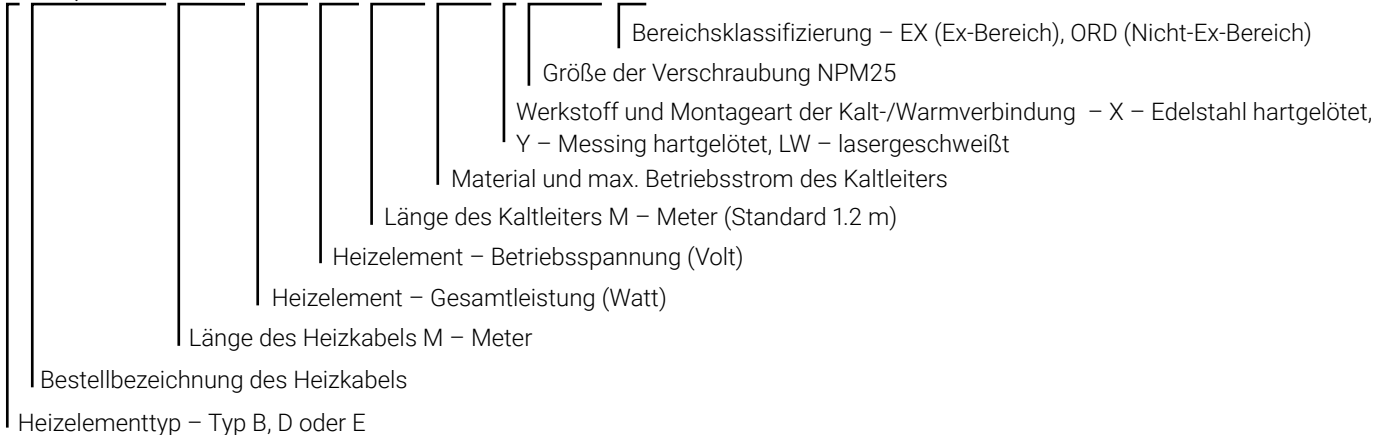 Bereichsklassifizierung – EX (Ex-Bereich), ORD (Nicht-Ex-Bereich)
Größe der Verschraubung NPM25
Werkstoff und Montageart der Kalt-/Warmverbindung – X – Edelstahl hartgelötet,
Y – Messing hartgelötet, LW – lasergeschweißt
Material und max. Betriebsstrom des Kaltleiters
Länge des Kaltleiters M – Meter (Standard 1.2 m)
Heizelement – Betriebsspannung (Volt)
Heizelement – Gesamtleistung (Watt)
Länge des Heizkabels M – Meter
Bestellbezeichnung des Heizkabels
Heizelementtyp – Typ B, D oder E